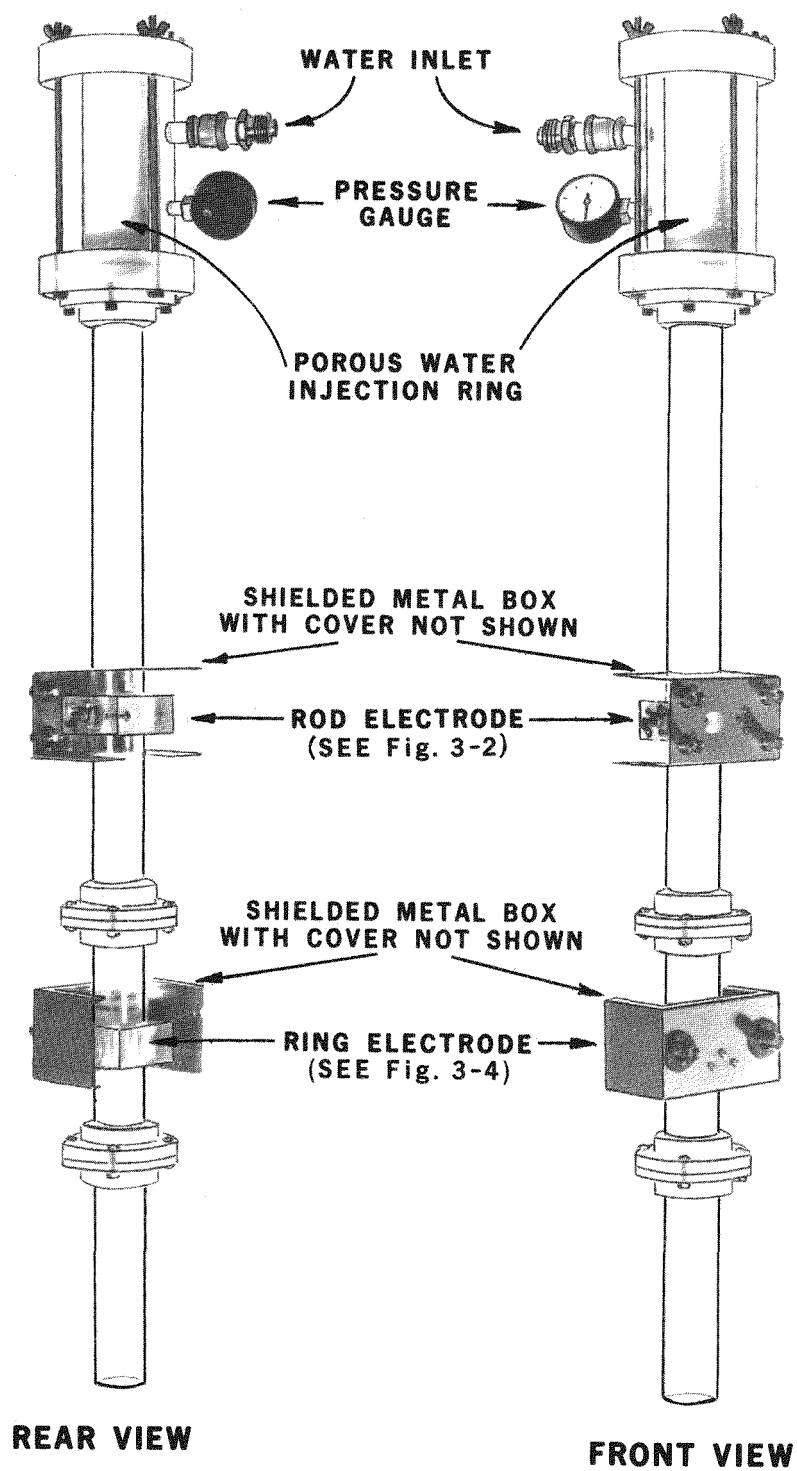 WATER INLET
PRESSURE
GAUGE
POROUS WATER
INJECTION RING
SHIELDED METAL BOX
WITH COVER NOT SHOWN
ROD ELECTRODE
(SEE Fig. 3-2)
SHIELDED METAL BOX
WITH COVER NOT SHOWN
RING ELECTRODE
(SEE Fig. 3-4)
REAR VIEW
FRONT VIEW